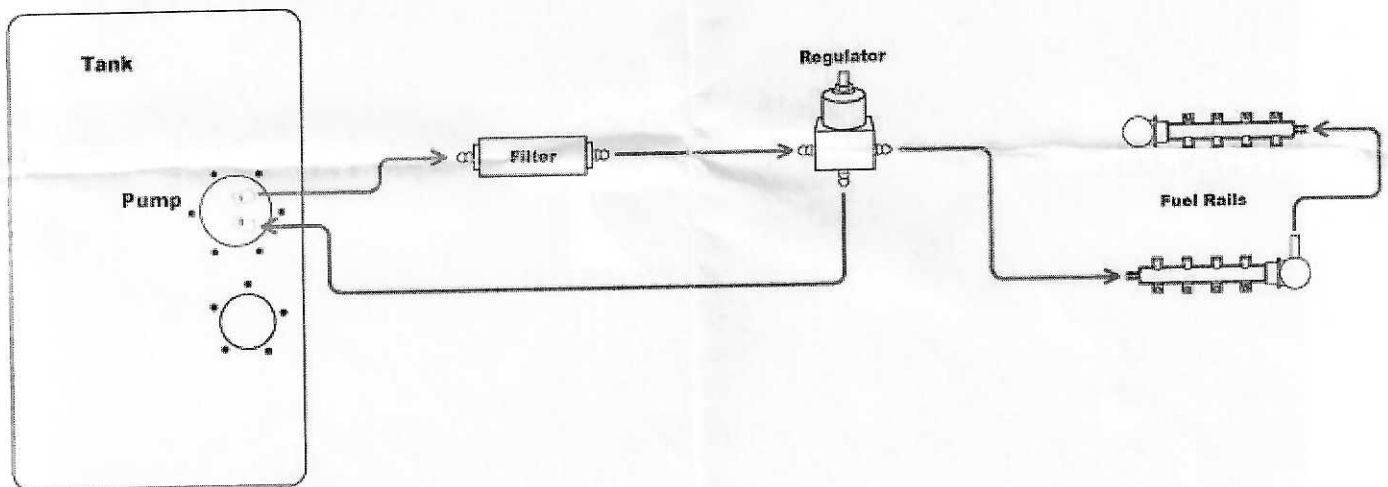 Tank
Regulator
Filter
Pump
Fuel Rails